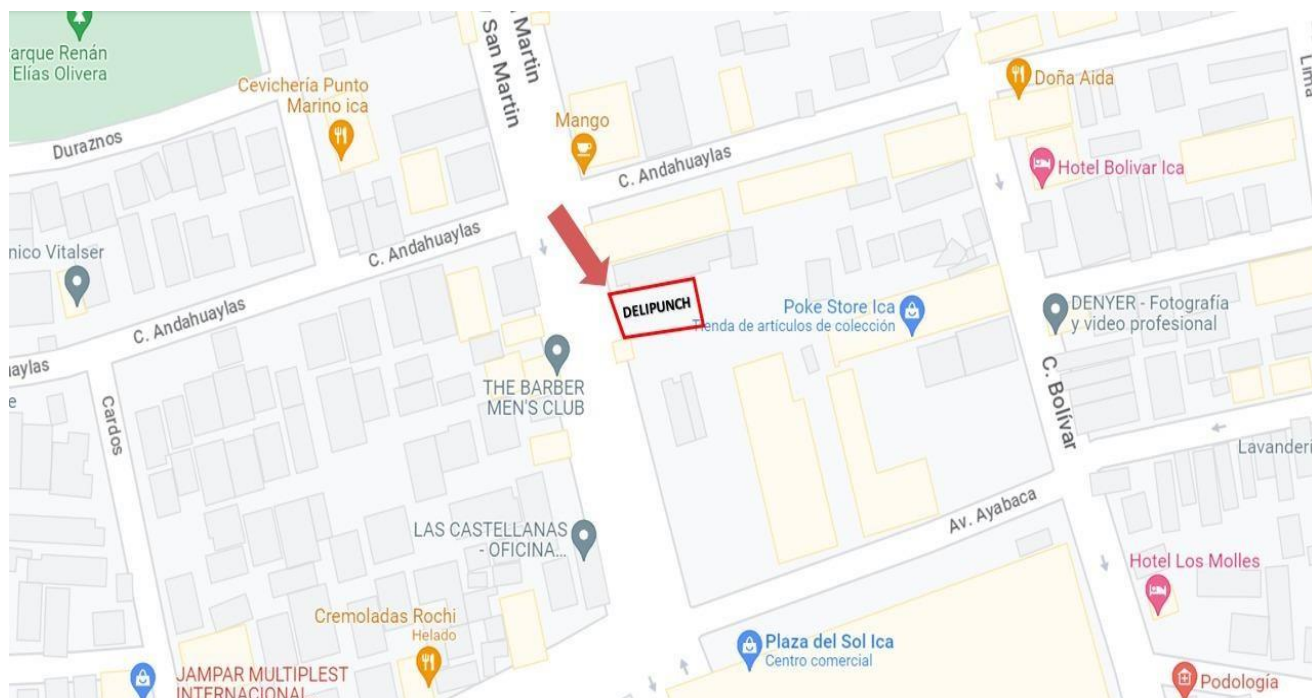 Parque Renán
Elías Olivera
Cevichería Punto
Marino ica
San Martin
Martin
Mango
Doña Aida
Lima
Duraznos
C. Andahuaylas
Hotel Bolivar Ica
C. Andahuaylas
nico Vitalser
C. Andahuaylas
DELIPUNCH
Poke Store Ica
Tienda de artículos de colección
DENYER - Fotografía
y video profesional
aylas
e
THE BARBER
MEN'S CLUB
Cardos
C. Bolívar
Lavanderí
LAS CASTELLANAS
- OFICINA...
Av. Ayabaca
Hotel Los Molles
Cremoladas Rochi
Helado
Plaza del Sol Ica
Centro comercial
JAMPAR MULTIPLEST
INTERNACIONAL
Podología